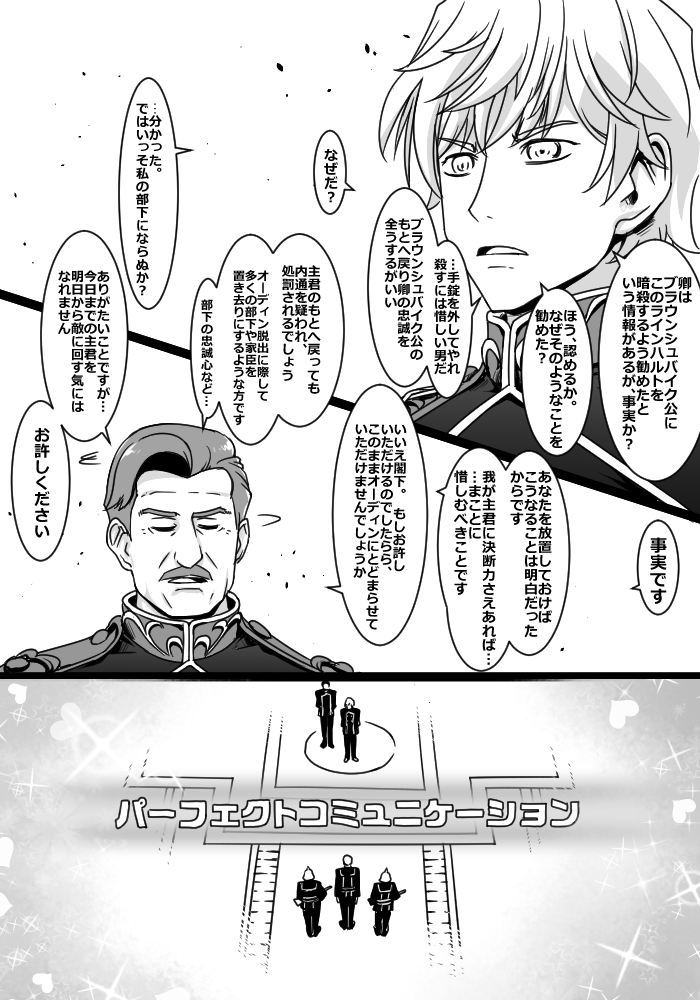 卿は
ブラウンシュバイク公に
このラインハルトを
暗殺するよう勧めたと
いう情報があるが、事実か？
事実です
ほう、認めるか。
なぜそのようなことを
勧めた？
あなたを放置しておけば
こうなることは明白だった
からです
我が主君に決断力さえあれば…
…まことに
惜しむべきことです
…手錠を外してやれ
殺すには惜しい男だ
ブラウンシュバイク公の
もとへ戻り卿の忠誠を
全うするがいい
いいえ閣下。もしお許し
いただけるのでしたらら、
このままオーディンにとどまらせて
いただけませんでしょうか
なぜだ？
主君のもとへ戻っても
内通を疑われ、
処罰されるでしょう
オーディン脱出に際して
多くの部下や家臣を
置き去りにするような方です
部下の忠誠心など…
…分かった。
ではいっそ私の部下にならぬか？
ありがたいことですが…
今日までの主君を
明日から敵に回す気には
なれません
お許しください
パーフェクトコミュニケーション